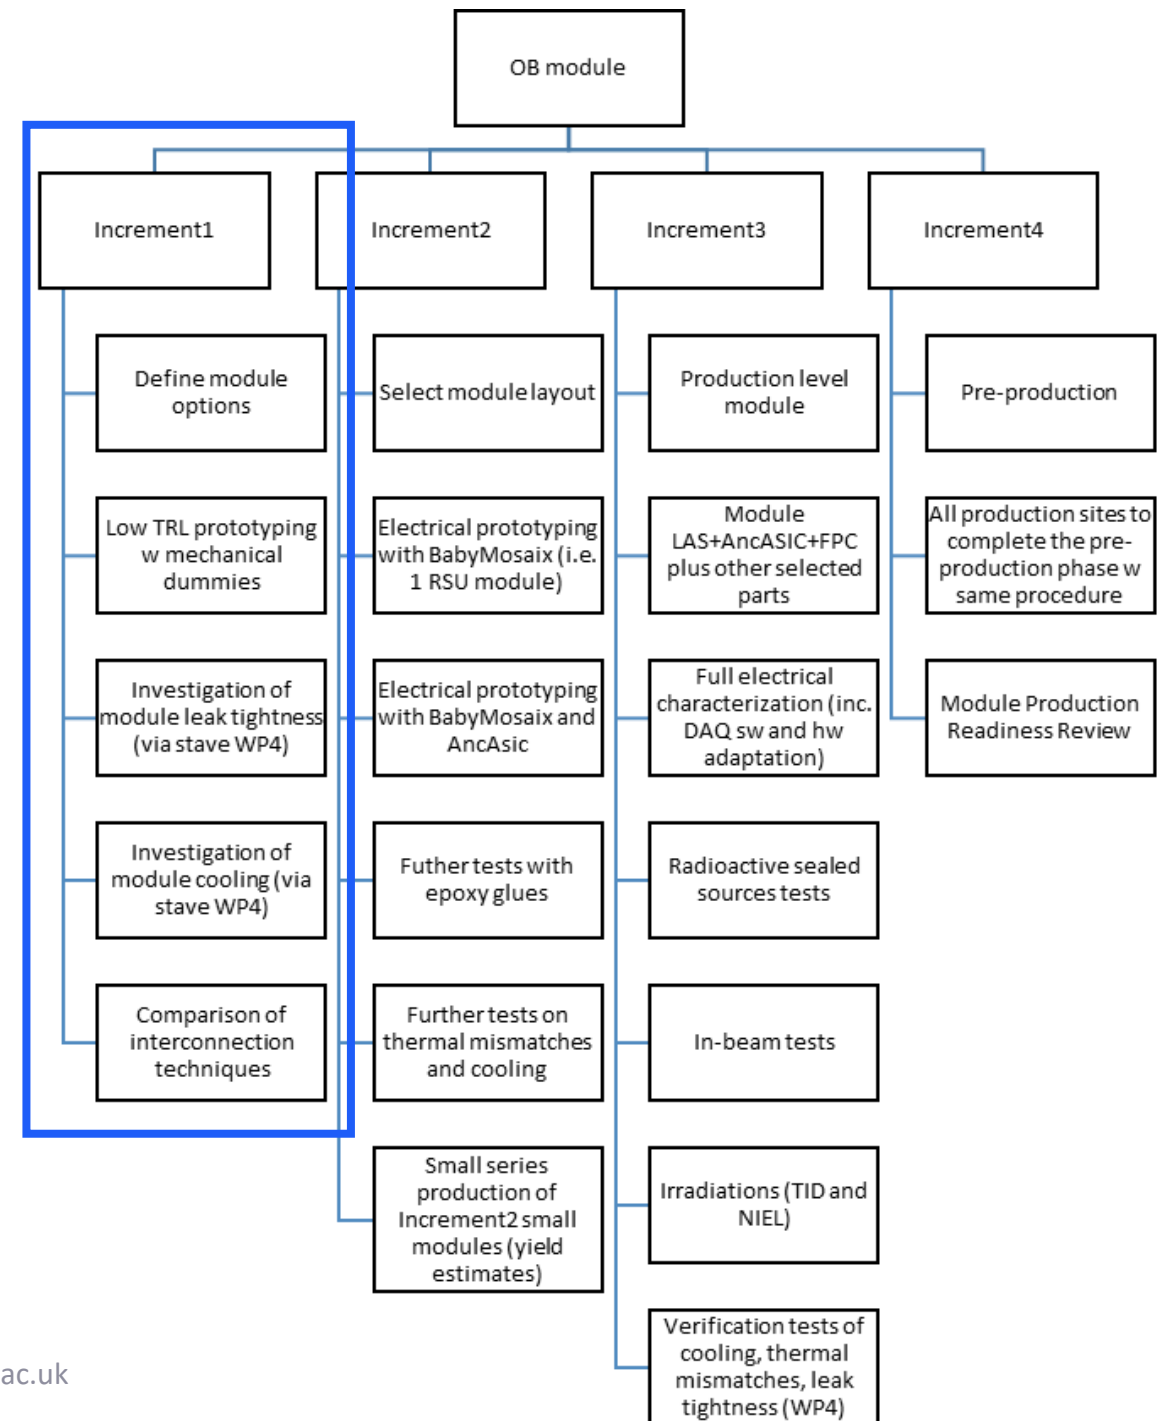 OB module
Increment1
Increment2
Increment3
Increment4
Define module
options
Low TRL prototyping
w mechanical
dummies
Investigation of
module leak tightness
(via stave WP4)
Investigation of
module cooling (via
stave WP4)
Comparison of
interconnection
techniques
Select module layout
Electrical prototyping
with BabyMosaix (i.e.
1 RSU module)
Electrical prototyping
with BabyMosaix and
AncAsic
Futher tests with
epoxy glues
Further tests on
thermal mismatches
and cooling
Small series
production of
Increment2 small
modules (yield
estimates)
Production level
module
Module
LAS+AncASIC+FPC
plus other selected
parts
Full electrical
characterization (inc.
DAQ sw and hw
adaptation)
Radioactive sealed
sources tests
In-beam tests
Irradiations (TID and
NIEL)
Verification tests of
cooling, thermal
mismatches, leak
tightness (WP4)
Pre-production
All production sites to
complete the pre-
production phase w
same procedure
Module Production
Readiness Review
ac.uk